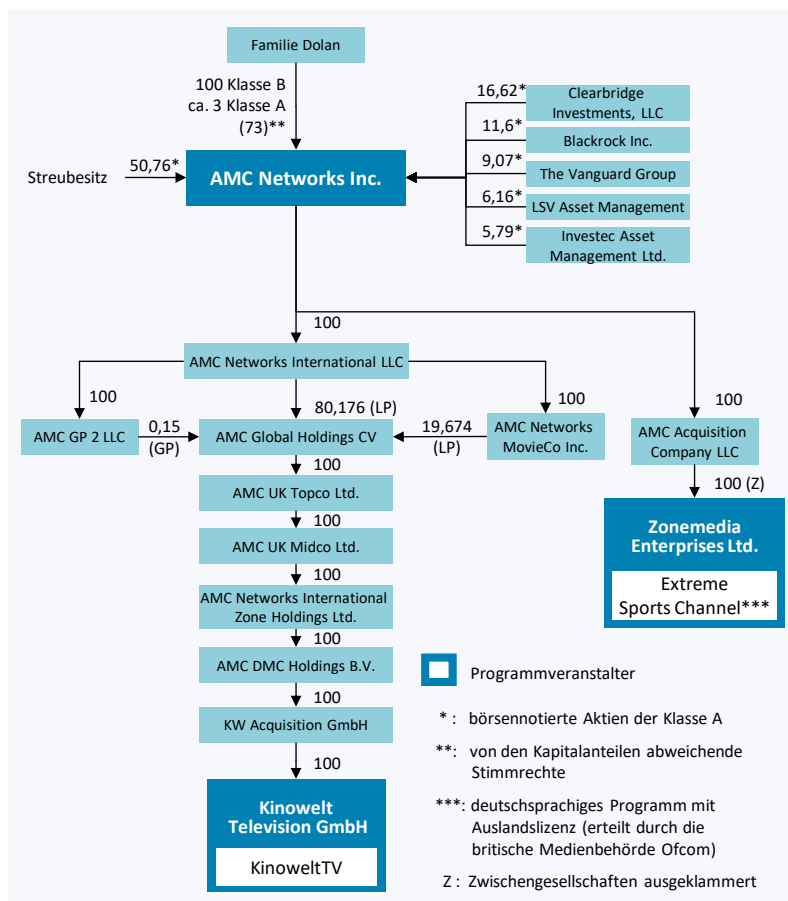 Familie Dolan
100 Klasse B
ca. 3 Klasse A
(73)**
Streubesitz
50,76*
AMC Networks Inc.
16,62*
Clearbridge
Investments, LLC
11,6*
Blackrock Inc.
9,07*
The Vanguard Group
6,16*
LSV Asset Management
5,79*
Investec Asset
Management Ltd.
100
AMC Networks International LLC
100
100
100
AMC GP 2 LLC
0,15
(GP)
80,176 (LP)
AMC Global Holdings CV
19,674
(LP)
AMC Networks
MovieCo Inc.
AMC Acquisition
Company LLC
100
AMC UK Topco Ltd.
100
AMC UK Midco Ltd.
100
AMC Networks International
Zone Holdings Ltd.
100
AMC DMC Holdings B.V.
100
KW Acquisition GmbH
100
Kinowelt
Television GmbH
KinoweltTV
100 (Z)
Zonemedia
Enterprises Ltd.
Extreme
Sports Channel***
Programmveranstalter
* : börsennotierte Aktien der Klasse A
**: von den Kapitalanteilen abweichende
Stimmrechte
***: deutschsprachiges Programm mit
Auslandslizenz (erteilt durch die
britische Medienbehörde Ofcom)
Z : Zwischengesellschaften ausgeklammert